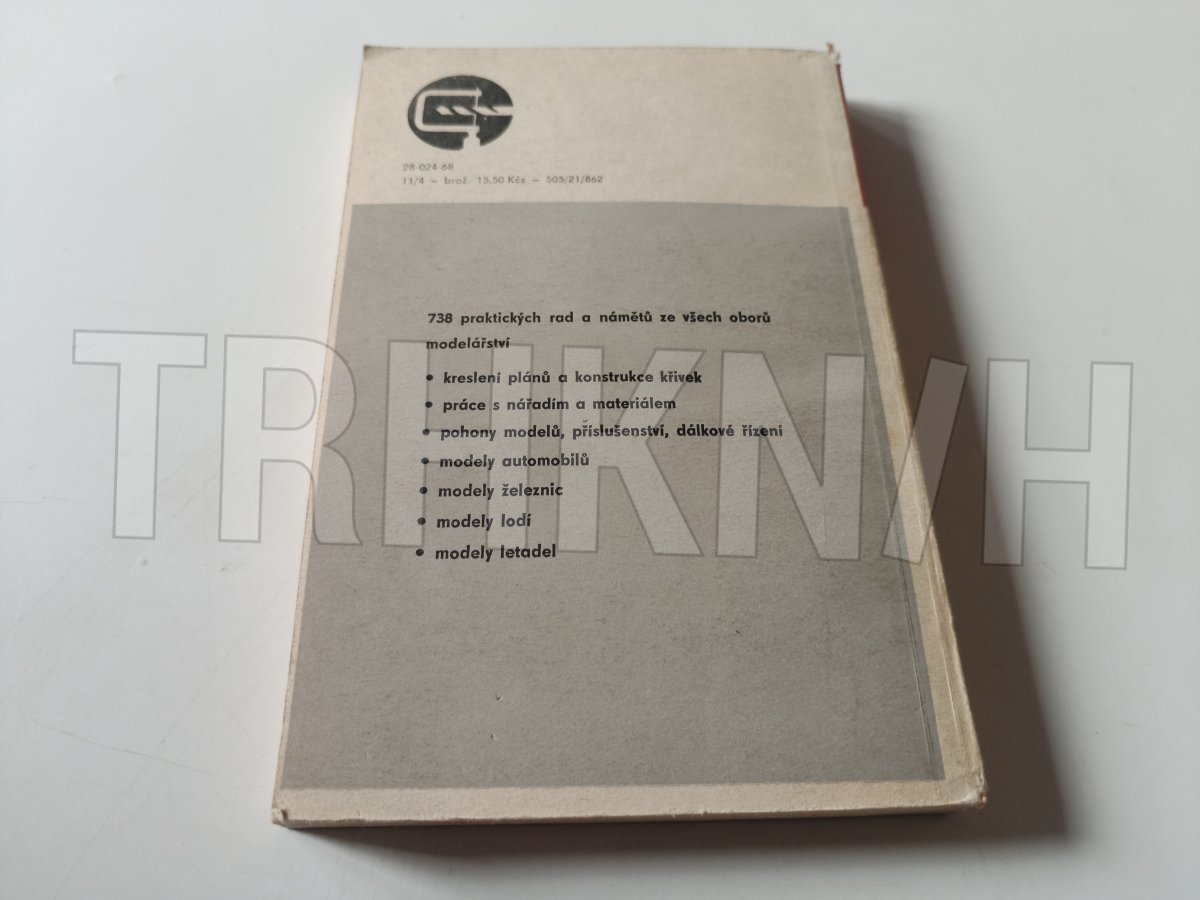 28-024-68
11/4 – brož. 15,50 Kčs – 505/21/862
738 praktických rad a námětů ze všech oborů
modelářství
• kreslení plánů a konstrukce křivek
• práce s nářadím a materiálem
• pohony modelů, příslušenství, dálkové řízení
• modely automobilů
• modely železnic
• modely lodí
• modely letadel
TRHKNIH